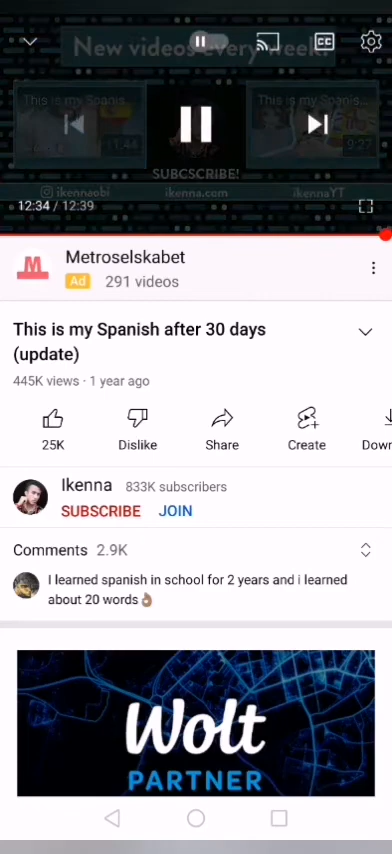 New videos every week!
CC
This is my Spanis...
This is my Spanis...
11:44
9:27
SUBCSCRIBE!
ikennaobi
ikenna.com
ikennaYT
12:34 / 12:39
M
Metroselskabet
Ad 291 videos
This is my Spanish after 30 days
(update)
445K views · 1 year ago
25K
Dislike
Share
Create
Down
Ikenna 833K subscribers
SUBSCRIBE JOIN
Comments 2.9K
I learned spanish in school for 2 years and i learned
about 20 words👌🏽
Wolt
PARTNER